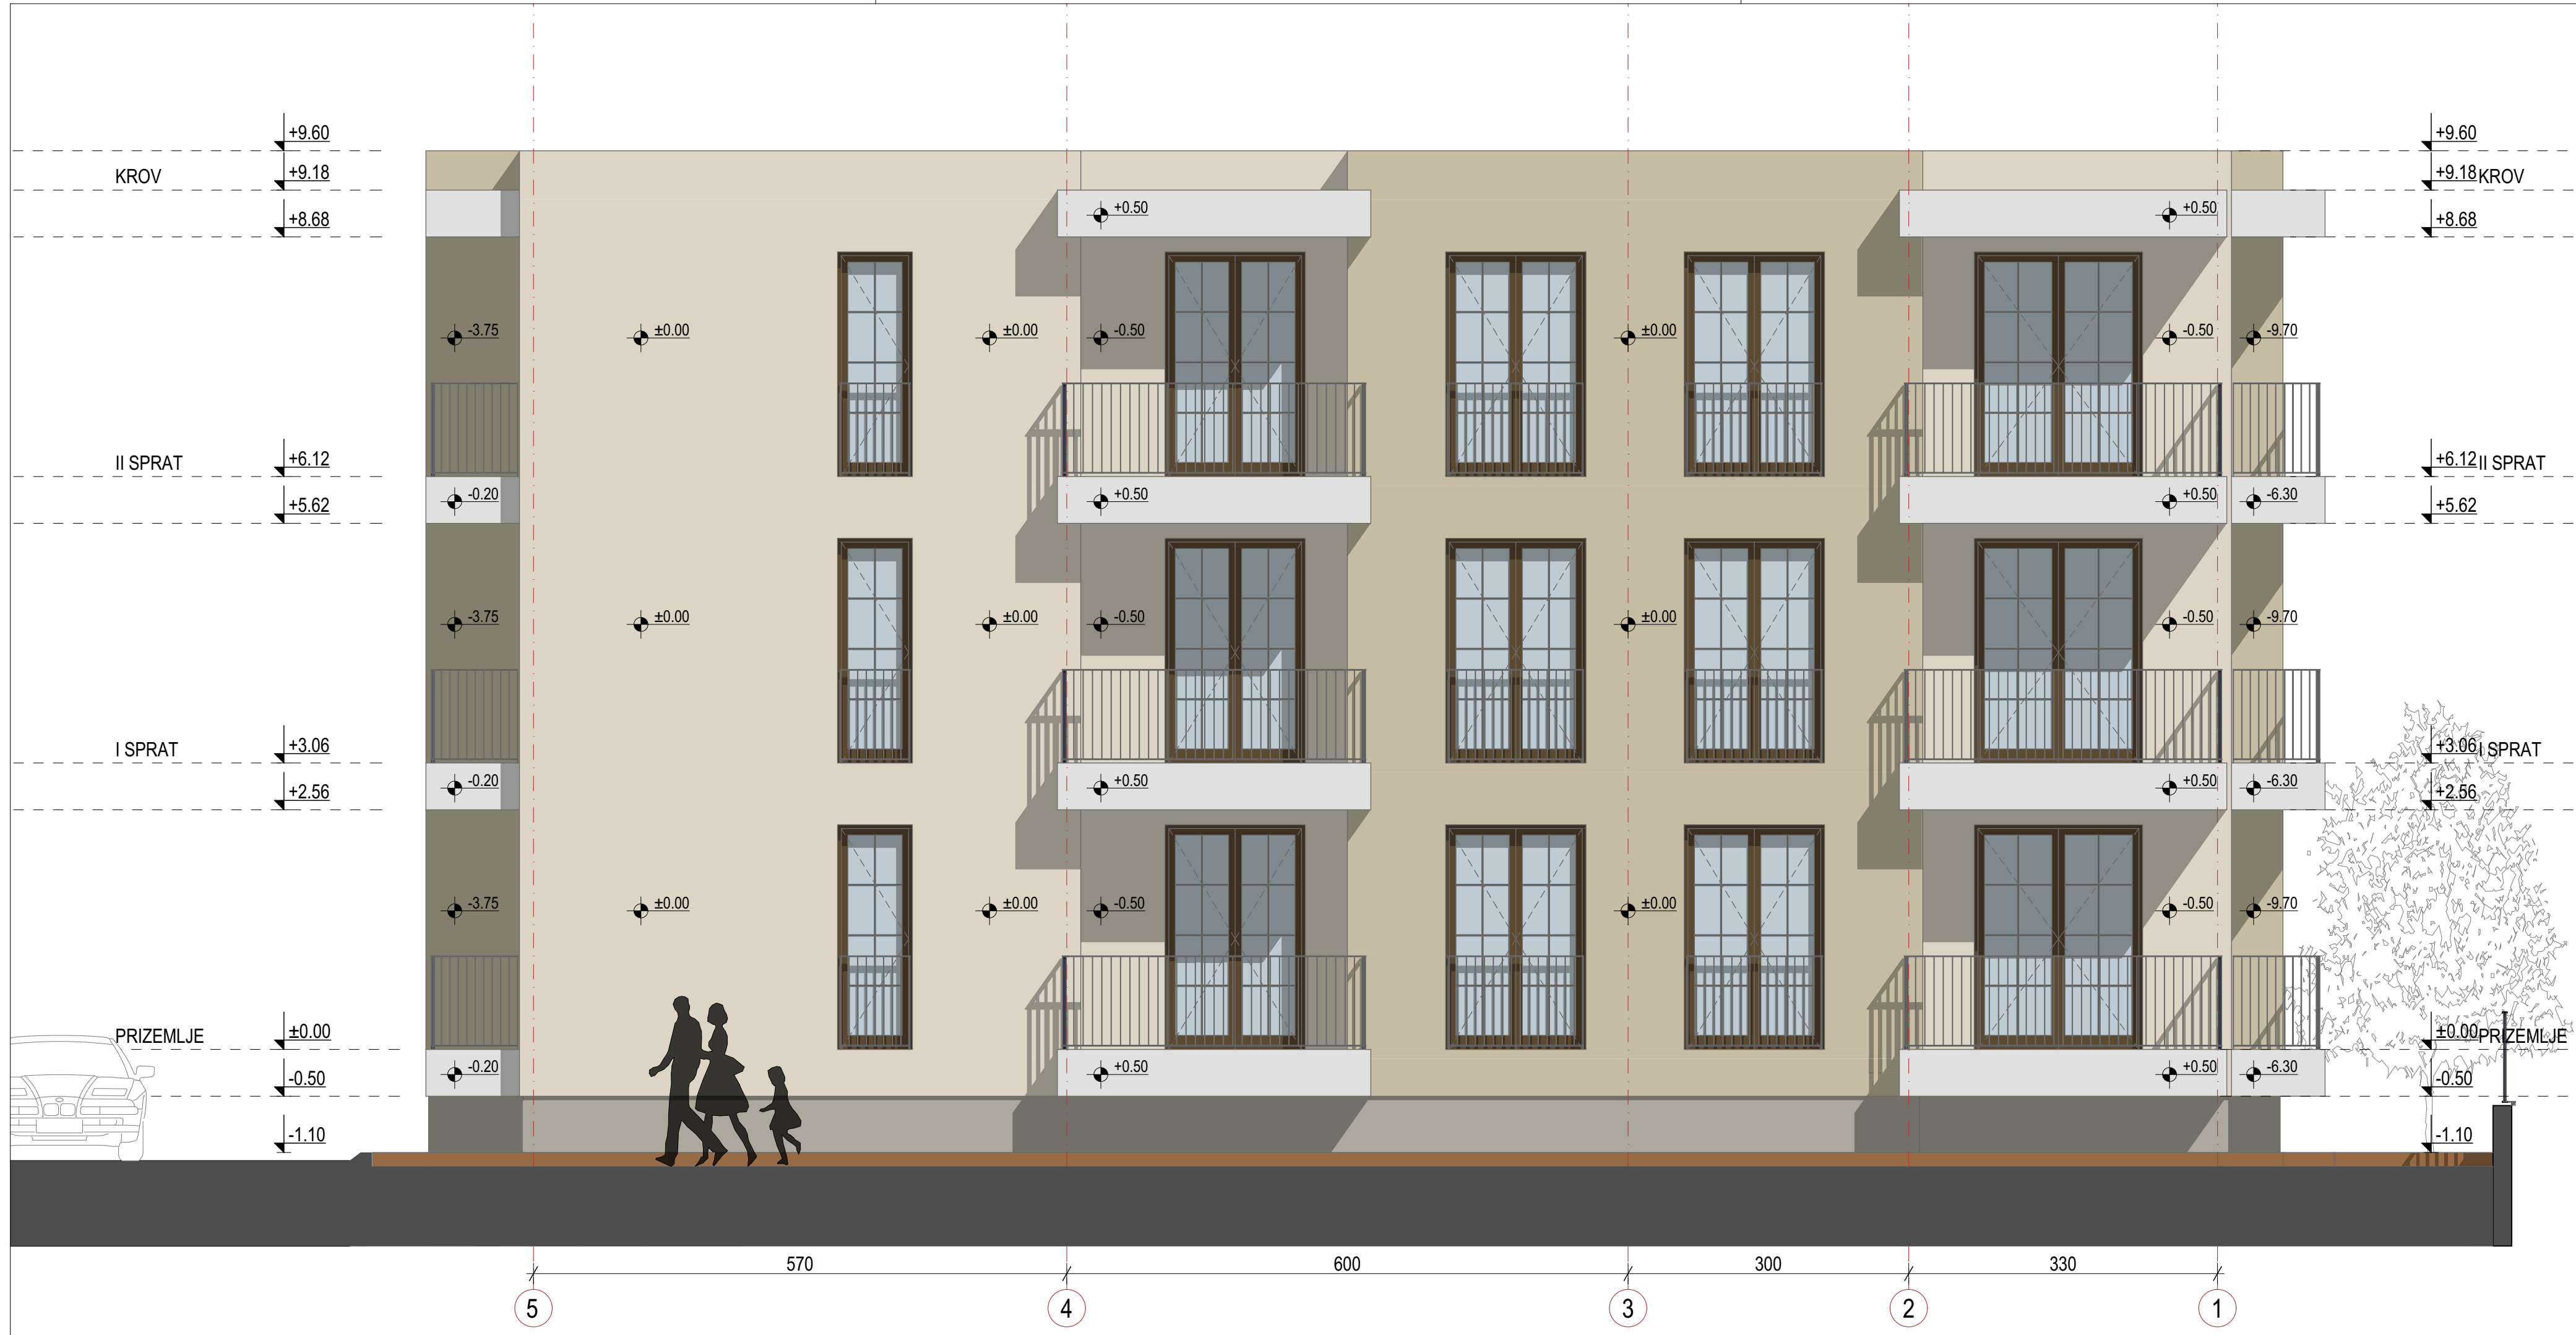 +9.60 +9.60
KROV +9.18 +9.18 KROV
+0.50 +0.50
+8.68 +8.68
-3.75 ±0.00 ±0.00 -0.50 ±0.00 -0.50 -9.70
II SPRAT +6.12 +6.12 II SPRAT
-0.20 +0.50 +0.50 -6.30
+5.62 +5.62
-3.75 ±0.00 ±0.00 -0.50 ±0.00 -0.50 -9.70
I SPRAT +3.06 +3.06 I SPRAT
-0.20 +0.50 +0.50 -6.30
+2.56 +2.56
-3.75 ±0.00 ±0.00 -0.50 ±0.00 -0.50 -9.70
PRIZEMLJE ±0.00 ±0.00 PRIZEMLJE
-0.20 +0.50 +0.50 -6.30
-0.50 -0.50
-1.10 -1.10
570 600 300 330
5 4 3 2 1